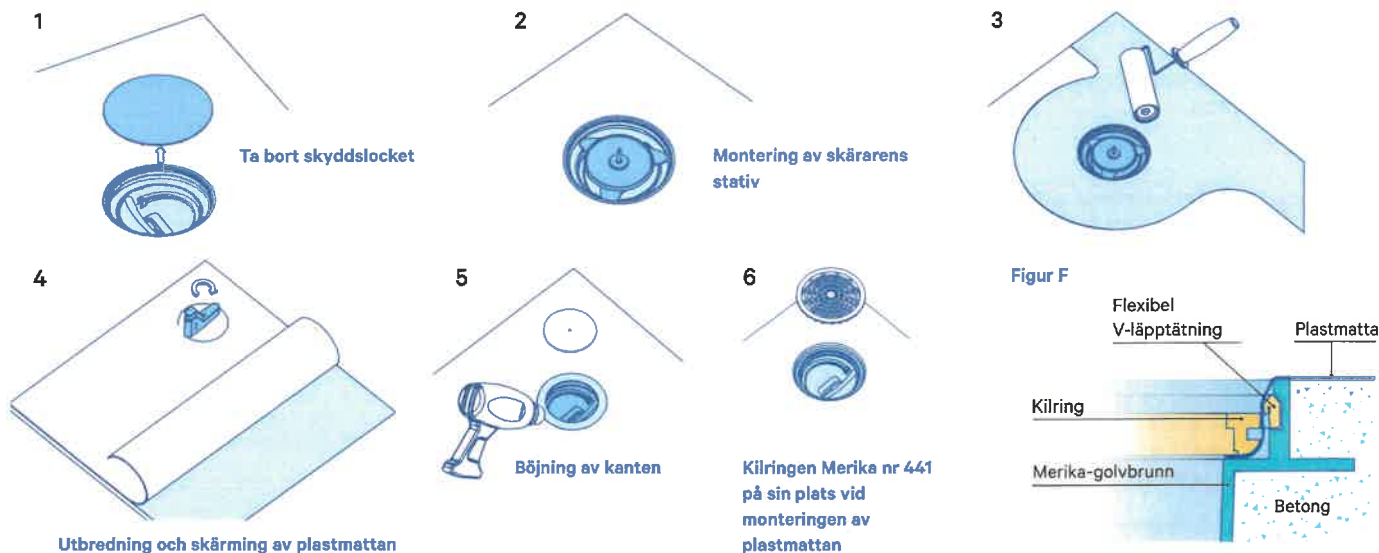 1
Ta bort skyddslocket
2
Montering av skärarens
stativ
3
4
Utbredning och skärming av plastmattan
5
Böjning av kanten
6
Kilringen Merika nr 441
på sin plats vid
monteringen av
plastmattan
Figur F
Flexibel
V-läpptätning
Plastmatta
Kilring
Merika-golvbrunn
Betong